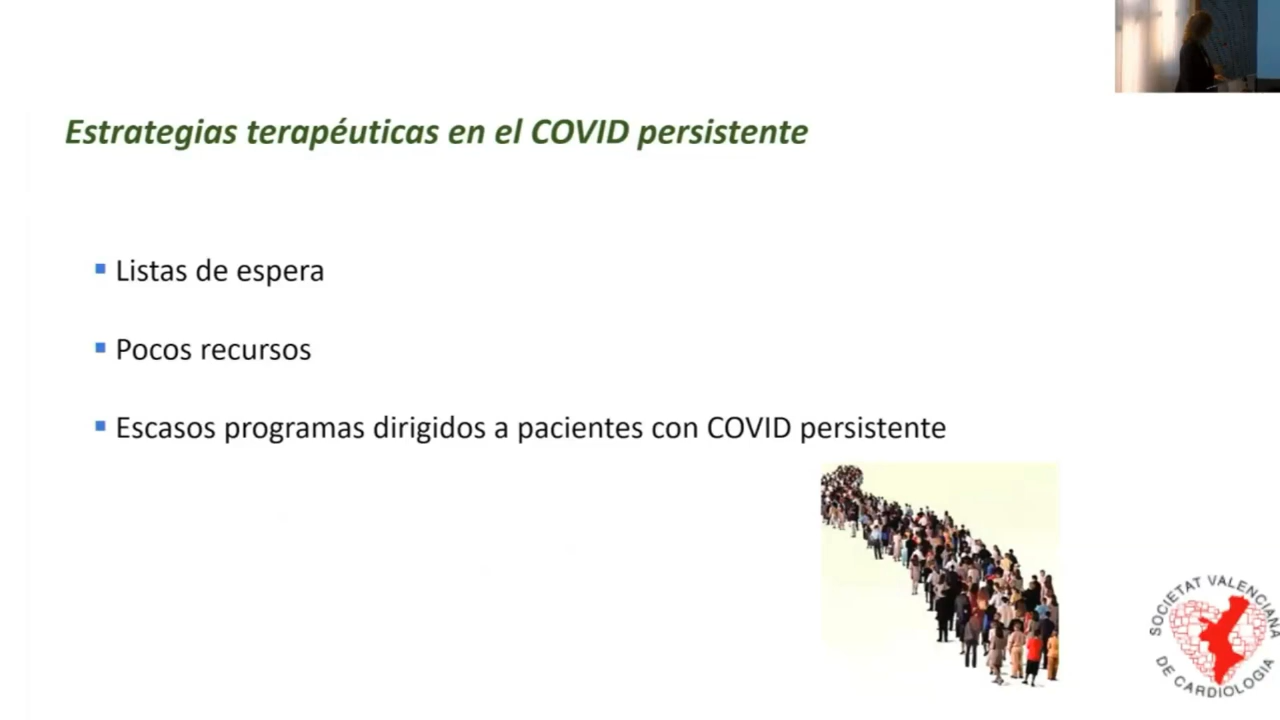 Estrategias terapéuticas en el COVID persistente
Listas de espera
Pocos recursos
Escasos programas dirigidos a pacientes con COVID persistente
SOCIETAT VALENCIANA
DE CARDIOLOGIA